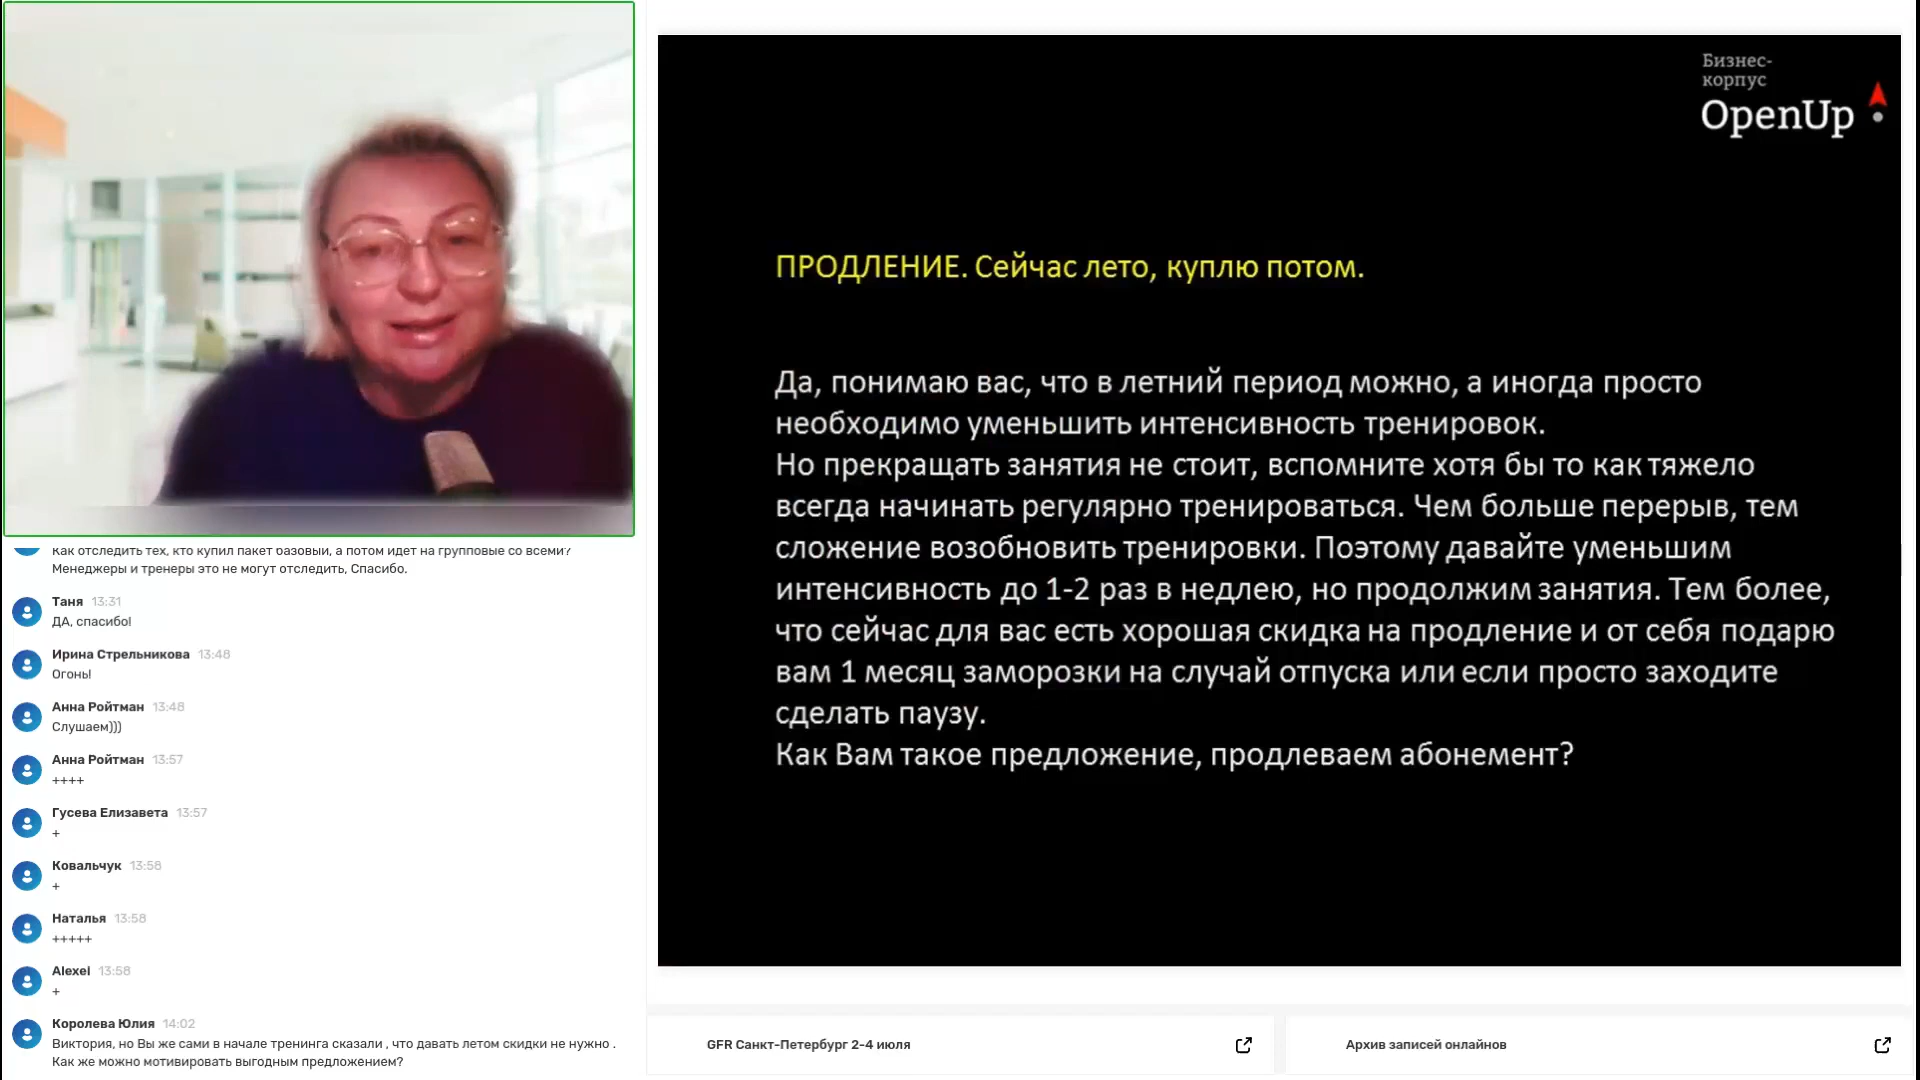 Бизнес-
корпус
OpenUp
ПРОДЛЕНИЕ. Сейчас лето, куплю потом.
Да, понимаю вас, что в летний период можно, а иногда просто
необходимо уменьшить интенсивность тренировок.
Но прекращать занятия не стоит, вспомните хотя бы то как тяжело
всегда начинать регулярно тренироваться. Чем больше перерыв, тем
сложение возобновить тренировки. Поэтому давайте уменьшим
интенсивность до 1-2 раз в недлею, но продолжим занятия. Тем более,
что сейчас для вас есть хорошая скидка на продление и от себя подарю
вам 1 месяц заморозки на случай отпуска или если просто заходите
сделать паузу.
Как Вам такое предложение, продлеваем абонемент?
Как отследить тех, кто купил пакет базовый, а потом идет на групповые со всеми?
Менеджеры и тренеры это не могут отследить, Спасибо.
Таня 13:31
ДА, спасибо!
Ирина Стрельникова 13:48
Огонь!
Анна Ройтман 13:48
Слушаем)))
Анна Ройтман 13:57
++++
Гусева Елизавета 13:57
+
Ковальчук 13:58
+
Наталья 13:58
+++++
Alexei 13:58
+
Королева Юлия 14:02
Виктория, но Вы же сами в начале тренинга сказали , что давать летом скидки не нужно .
Как же можно мотивировать выгодным предложением?
GFR Санкт-Петербург 2-4 июля
Архив записей онлайнов